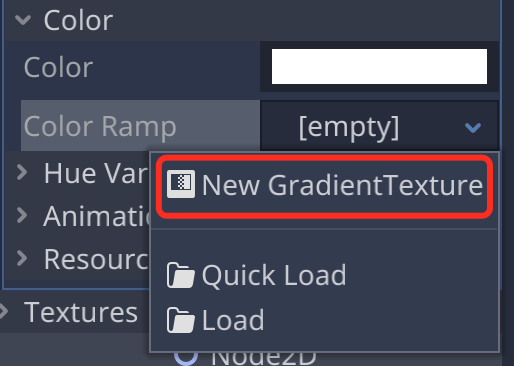 Color
Color
Color Ramp [empty]
Hue Var
New GradientTexture
Animati
Resourc
Quick Load
Textures
Load
Node2D